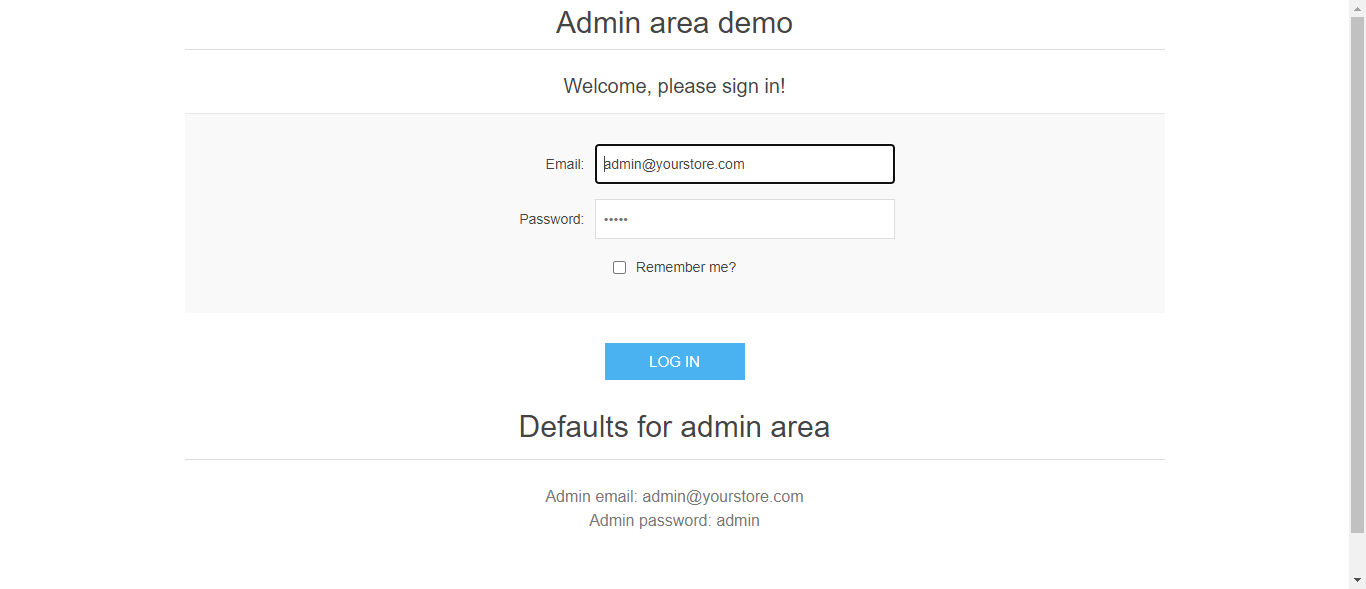 Admin area demo
Welcome, please sign in!
Email: admin@yourstore.com
Password: •••••
Remember me?
LOG IN
Defaults for admin area
Admin email: admin@yourstore.com
Admin password: admin